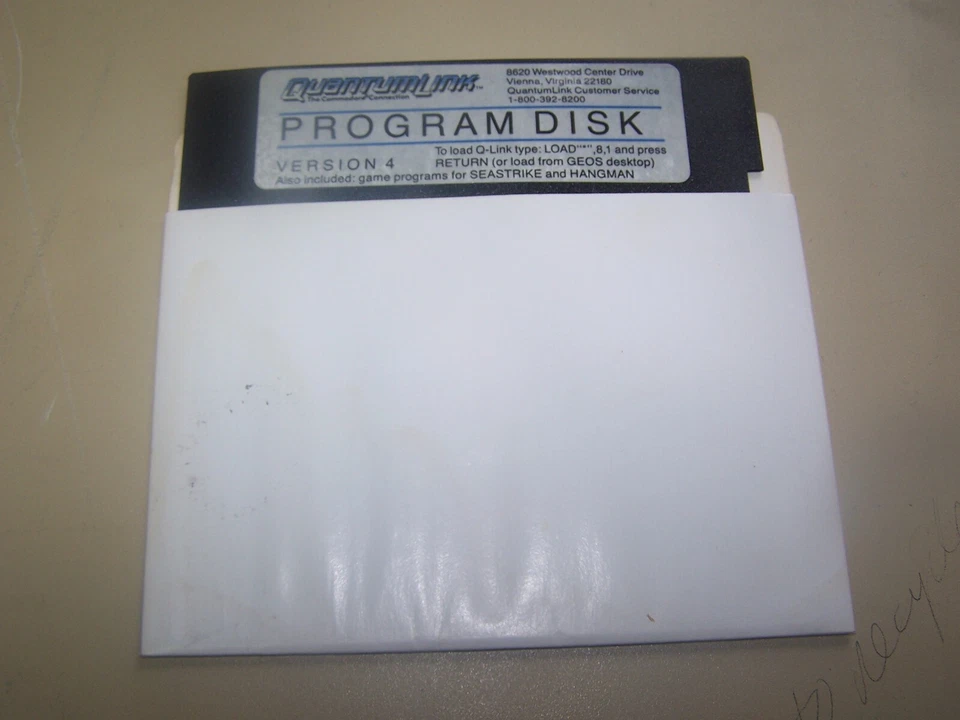 QuantumLink™
The Commodore Connection
8620 Westwood Center Drive
Vienna, Virginia 22180
QuantumLink Customer Service
1-800-392-8200
PROGRAM DISK
VERSION 4
To load Q-Link type: LOAD"*",8,1 and press
RETURN (or load from GEOS desktop)
Also included: game programs for SEASTRIKE and HANGMAN